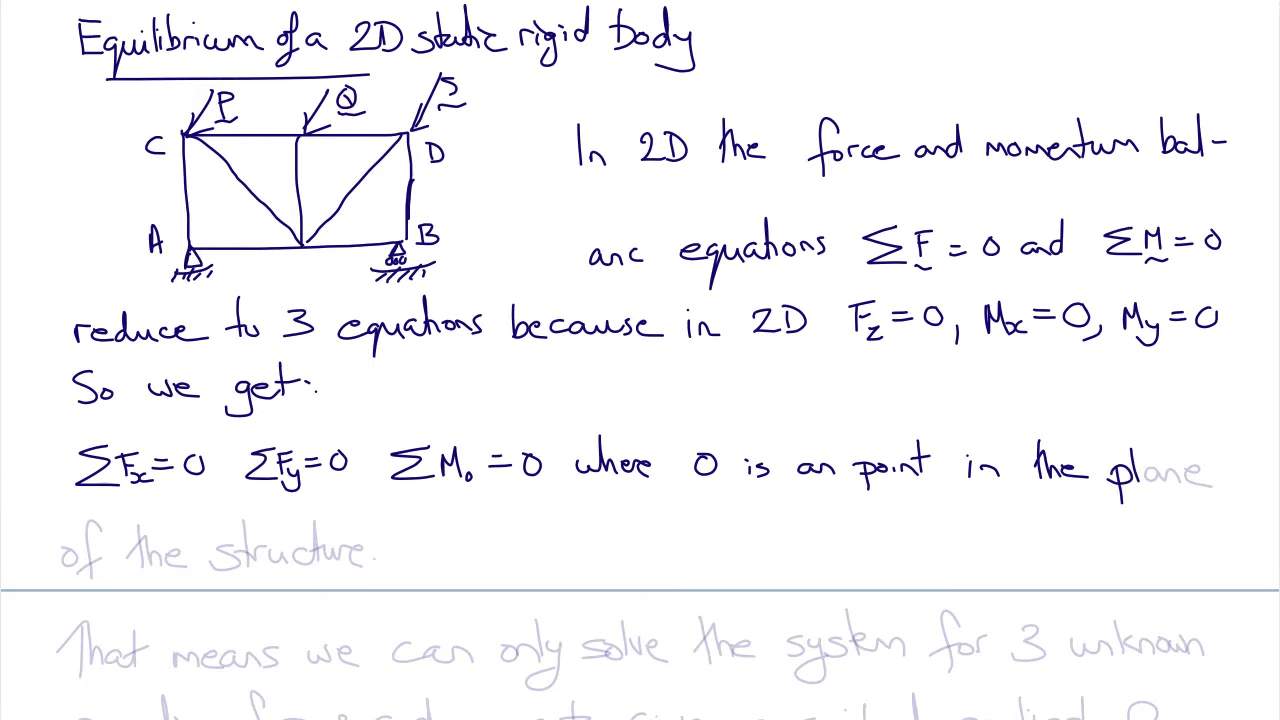 Equilibrium of a 2D static rigid body
P Q S
C D
A B
In 2D the force and momentum bal-
anc equations ∑F = 0 and ∑M = 0
reduce to 3 equations because in 2D Fz = 0, Mx = 0, My = 0
So we get:
∑Fx = 0 ∑Fy = 0 ∑Mo = 0 where O is an point in the plane
of the structure.
That means we can only solve the system for 3 unknown